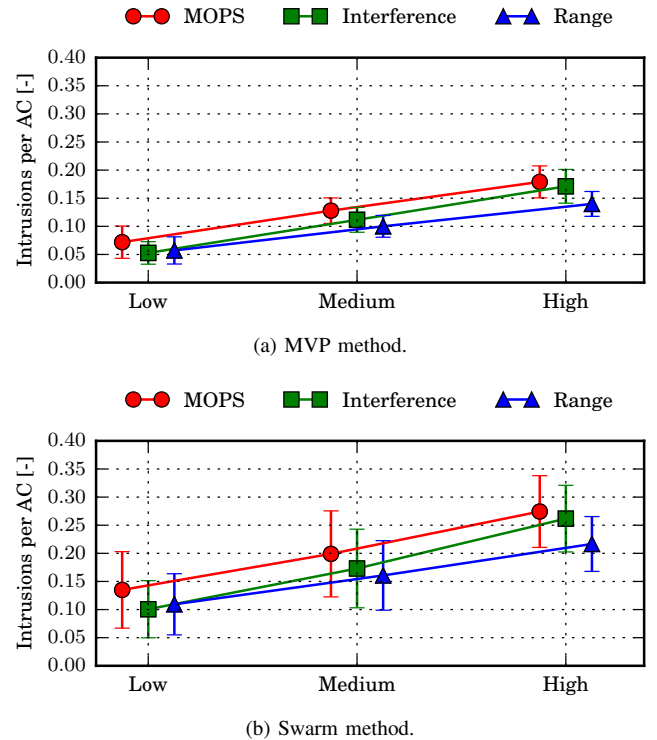 MOPS Interference Range
0.40
0.35
0.30
0.25
0.20
0.15
0.10
0.05
0.00
Intrusions per AC [-]
Low Medium High
(a) MVP method.
MOPS Interference Range
0.40
0.35
0.30
0.25
0.20
0.15
0.10
0.05
0.00
Intrusions per AC [-]
Low Medium High
(b) Swarm method.